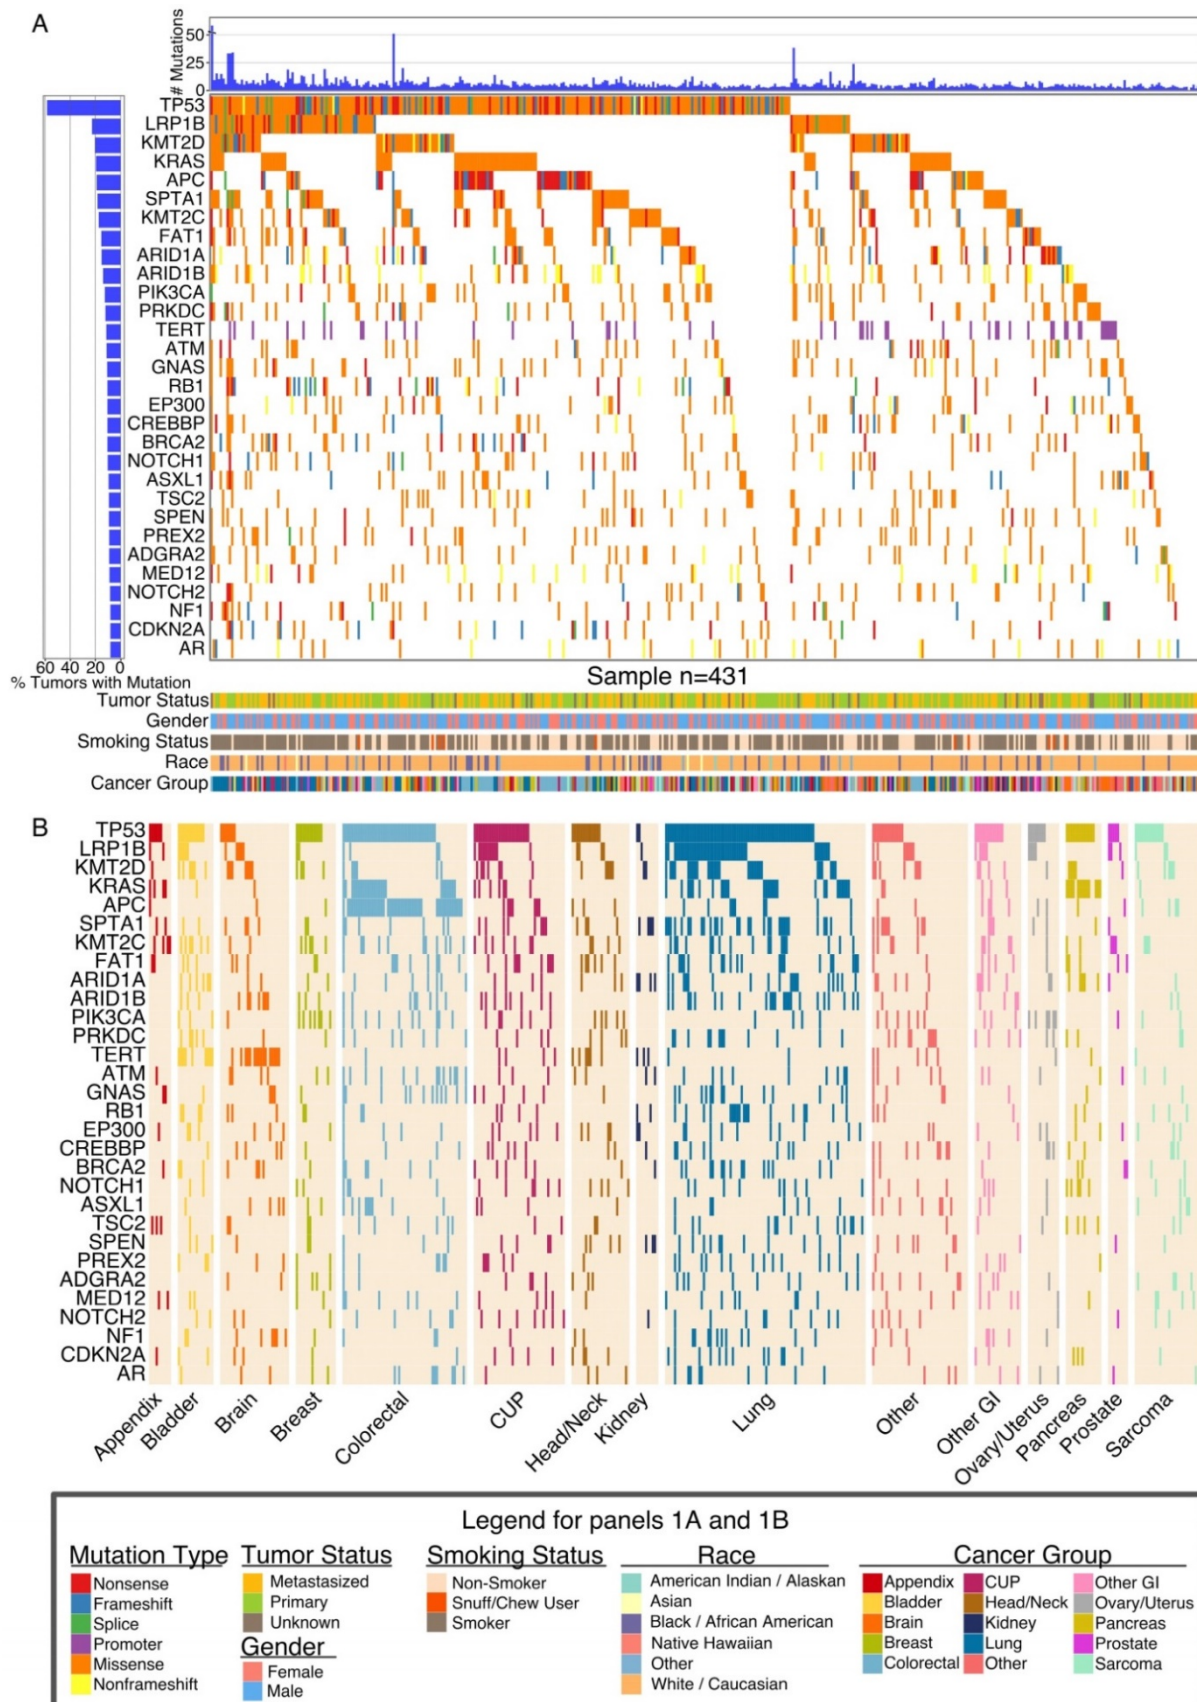 A
# Mutations
50
25
0
TP53
LRP1B
KMT2D
KRAS
APC
SPTA1
KMT2C
FAT1
ARID1A
ARID1B
PIK3CA
PRKDC
TERT
ATM
GNAS
RB1
EP300
CREBBP
BRCA2
NOTCH1
ASXL1
TSC2
SPEN
PREX2
ADGRA2
MED12
NOTCH2
NF1
CDKN2A
AR
60 40 20 0
% Tumors with Mutation
Sample n=431
Tumor Status
Gender
Smoking Status
Race
Cancer Group
B
TP53
LRP1B
KMT2D
KRAS
APC
SPTA1
KMT2C
FAT1
ARID1A
ARID1B
PIK3CA
PRKDC
TERT
ATM
GNAS
RB1
EP300
CREBBP
BRCA2
NOTCH1
ASXL1
TSC2
SPEN
PREX2
ADGRA2
MED12
NOTCH2
NF1
CDKN2A
AR
Appendix
Bladder
Brain
Breast
Colorectal
CUP
Head/Neck
Kidney
Lung
Other
Other GI
Ovary/Uterus
Pancreas
Prostate
Sarcoma
Legend for panels 1A and 1B
Mutation Type
Nonsense
Frameshift
Splice
Promoter
Missense
Nonframeshift
Tumor Status
Metastasized
Primary
Unknown
Gender
Female
Male
Smoking Status
Non-Smoker
Snuff/Chew User
Smoker
Race
American Indian / Alaskan
Asian
Black / African American
Native Hawaiian
Other
White / Caucasian
Cancer Group
Appendix
Bladder
Brain
Breast
Colorectal
CUP
Head/Neck
Kidney
Lung
Other
Other GI
Ovary/Uterus
Pancreas
Prostate
Sarcoma